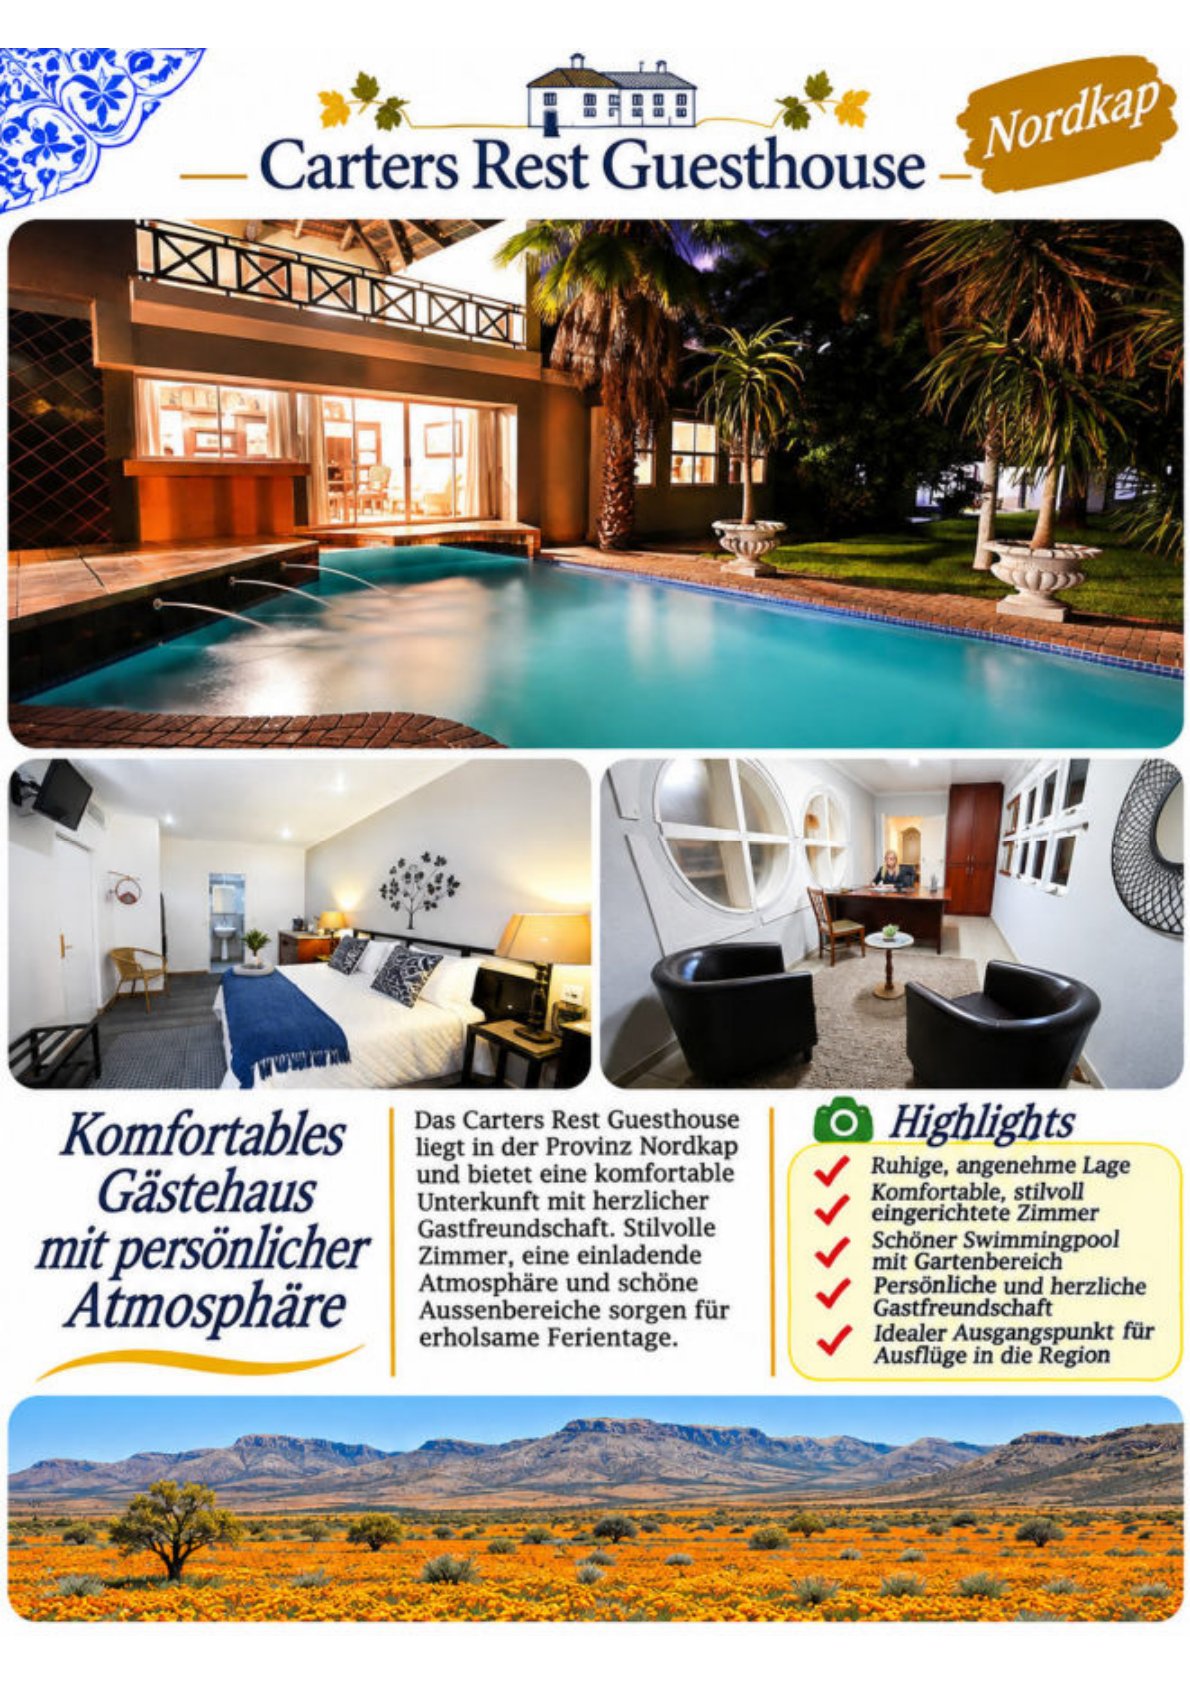 Carters Rest Guesthouse
Nordkap
Komfortables
Gästehaus
mit persönlicher
Atmosphäre
Das Carters Rest Guesthouse
liegt in der Provinz Nordkap
und bietet eine komfortable
Unterkunft mit herzlicher
Gastfreundschaft. Stilvolle
Zimmer, eine einladende
Atmosphäre und schöne
Aussenbereiche sorgen für
erholsame Ferientage.
Highlights
Ruhige, angenehme Lage
Komfortable, stilvoll
eingerichtete Zimmer
Schöner Swimmingpool
mit Gartenbereich
Persönliche und herzliche
Gastfreundschaft
Idealer Ausgangspunkt für
Ausflüge in die Region